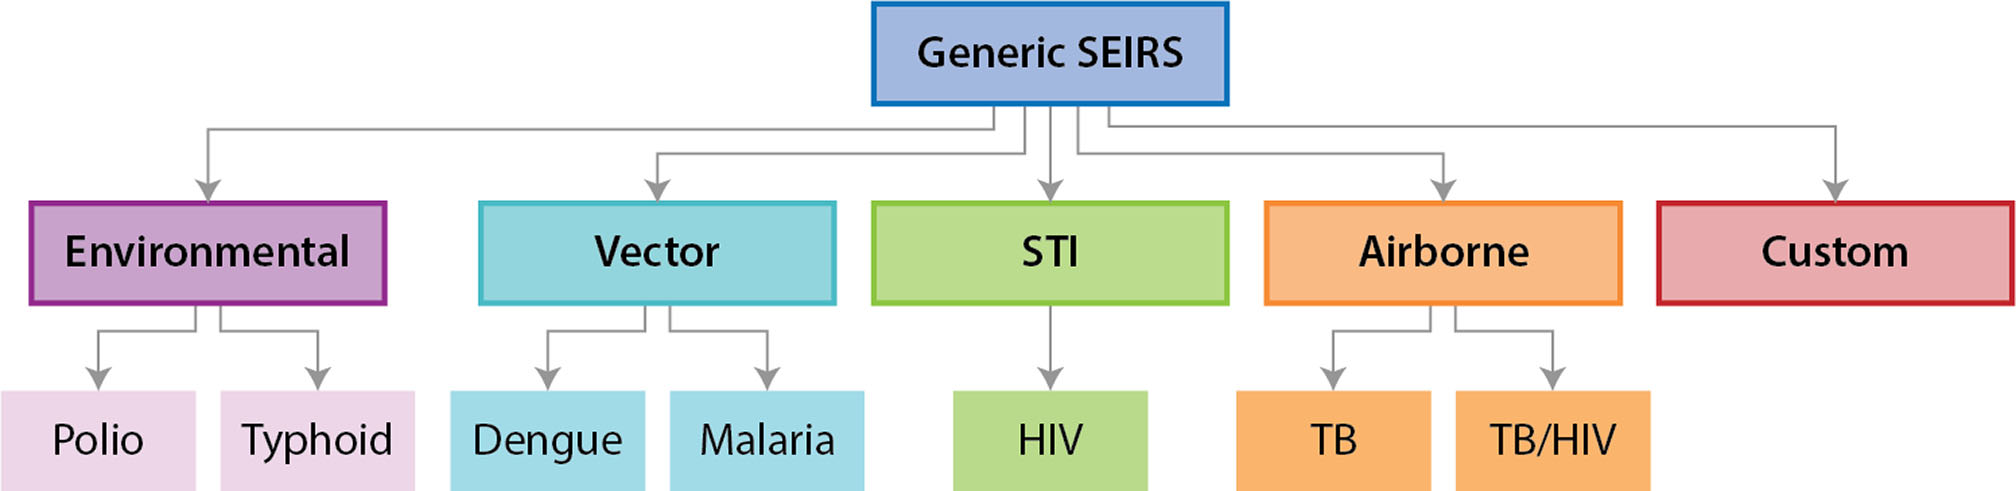 Generic SEIRS
Environmental
Vector
STI
Airborne
Custom
Polio
Typhoid
Dengue
Malaria
HIV
TB
TB/HIV